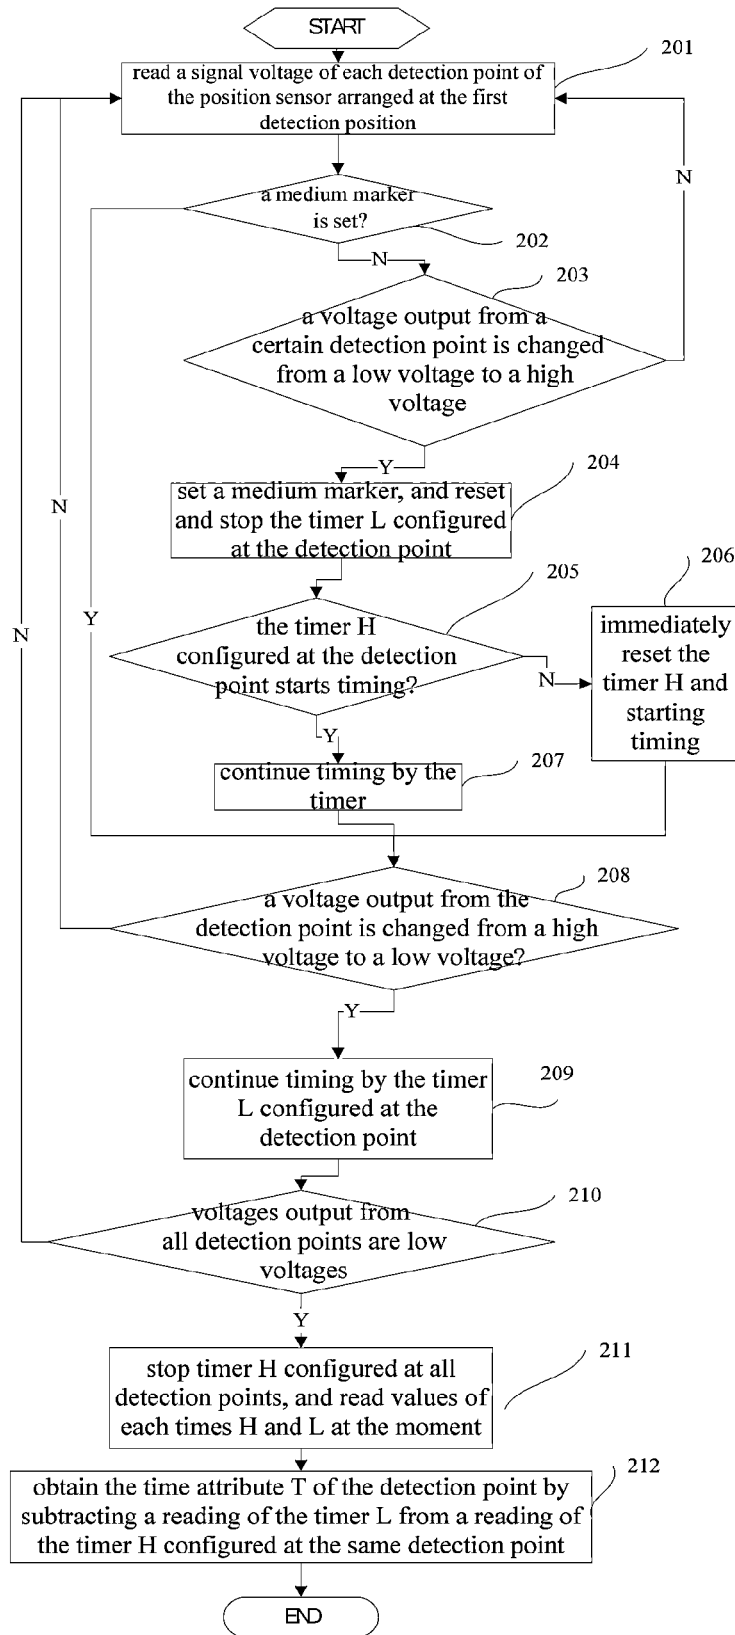 START
201
read a signal voltage of each detection point of
the position sensor arranged at the first
detection position
N
a medium marker
is set?
202
N
203
a voltage output from a
certain detection point is changed
from a low voltage to a high
voltage
Y
204
set a medium marker, and reset
and stop the timer L configured
at the detection point
N
205
206
Y
N
the timer H
configured at the detection
point starts timing?
N
immediately
reset the
timer H and
starting
timing
Y
207
continue timing by the
timer
208
a voltage output from the
detection point is changed from a high
voltage to a low voltage?
Y
209
continue timing by the timer
L configured at the
detection point
210
voltages output from
all detection points are low
voltages
Y
211
stop timer H configured at all
detection points, and read values of
each times H and L at the moment
212
obtain the time attribute T of the detection point by
subtracting a reading of the timer L from a reading of
the timer H configured at the same detection point
END